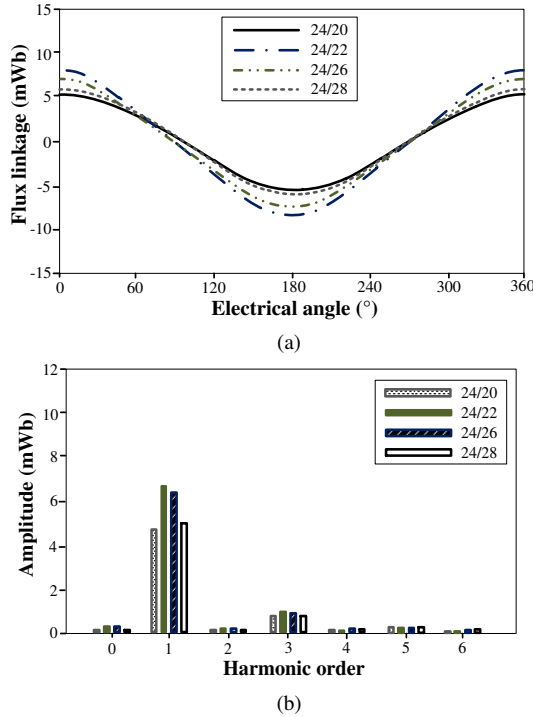 15
10
5
0
-5
-10
15
Flux linkage (mWb)
24/20
24/22
24/26
24/28
0 60 120 180 240 300 360
Electrical angle (°)
(a)
12
10
8
6
4
2
0
Amplitude (mWb)
24/20
24/22
24/26
24/28
0 1 2 3 4 5 6
Harmonic order
(b)